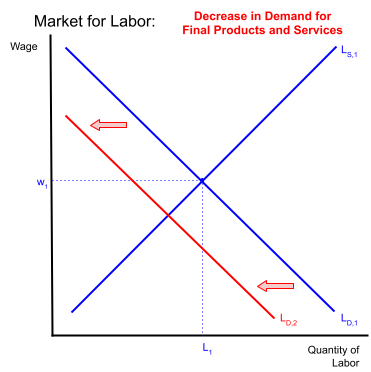 Market for Labor:
Decrease in Demand for
Final Products and Services
Wage
L_S,1
w_1
L_D,2
L_D,1
L_1
Quantity of
Labor